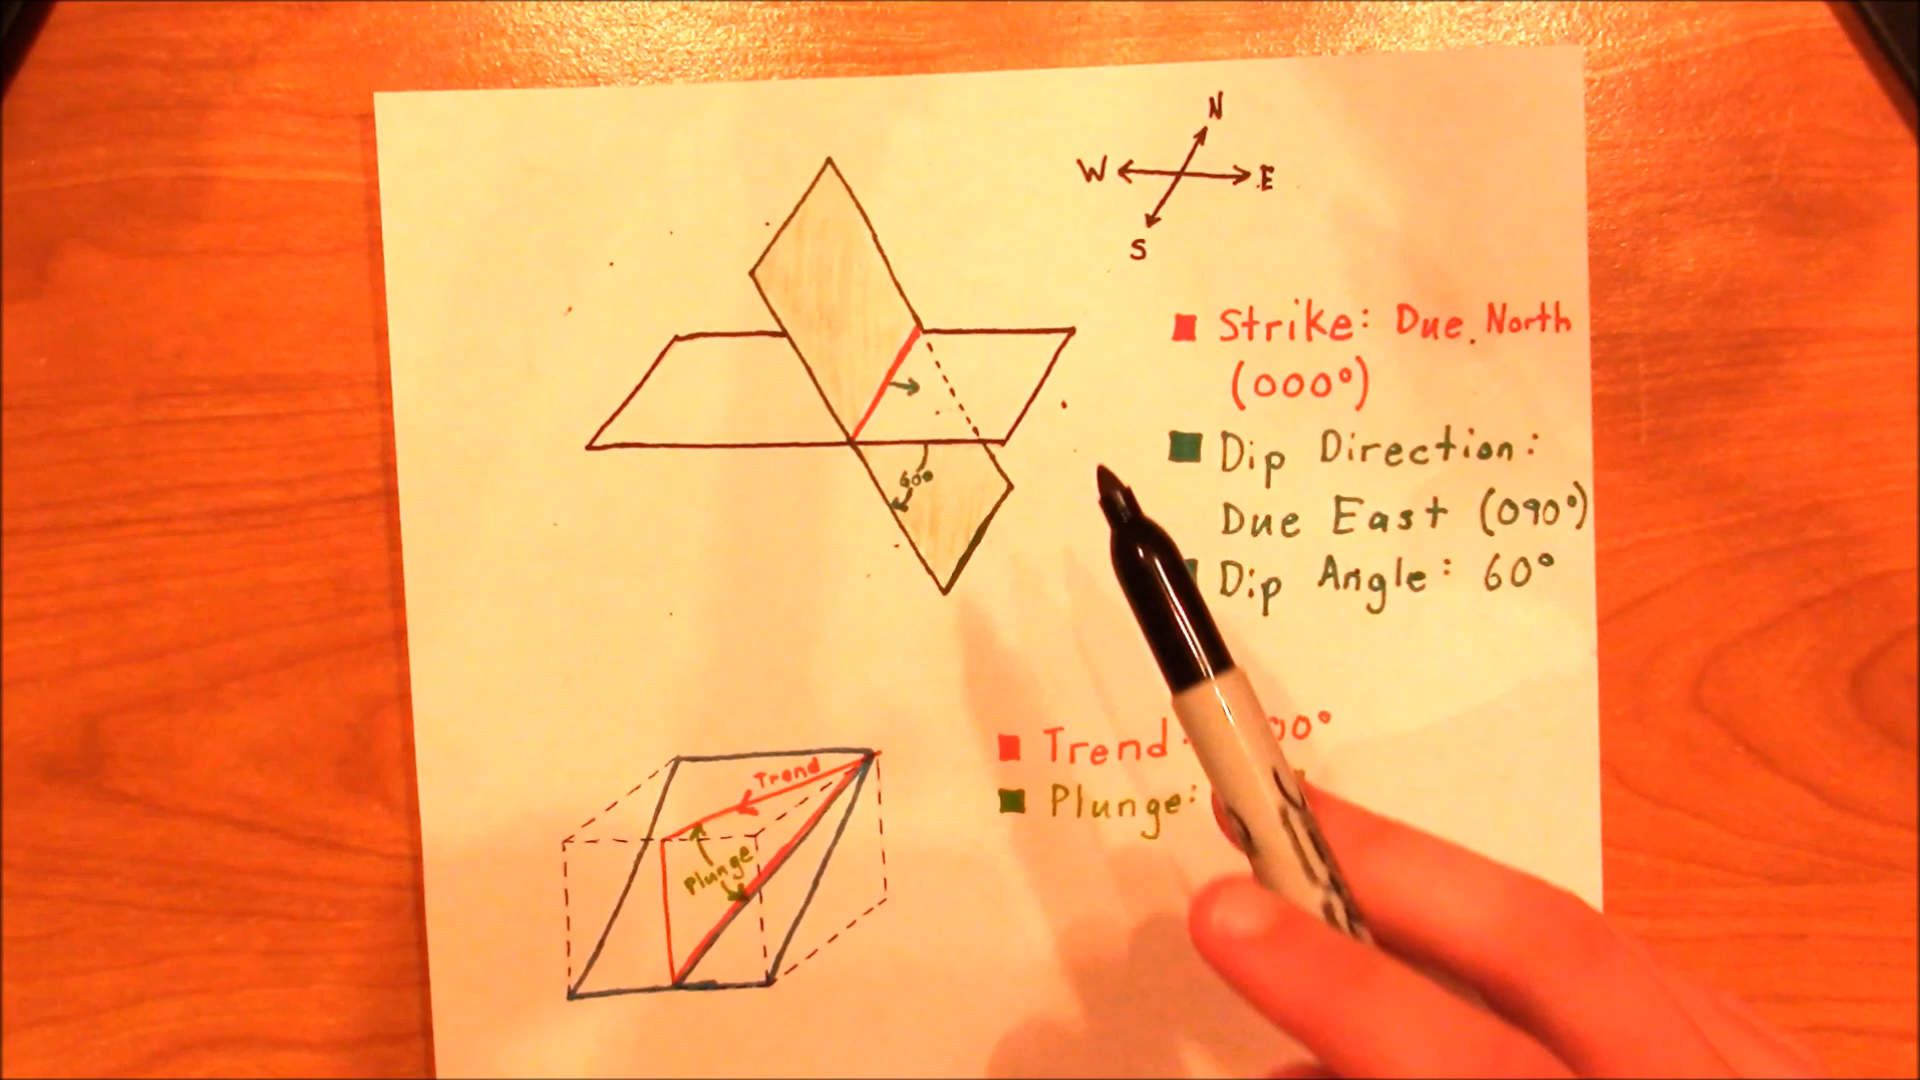 N
W E
S
Strike: Due North
(000°)
Dip Direction:
Due East (090°)
Dip Angle: 60°
60°
Trend:
Plunge:
Trend
Plunge